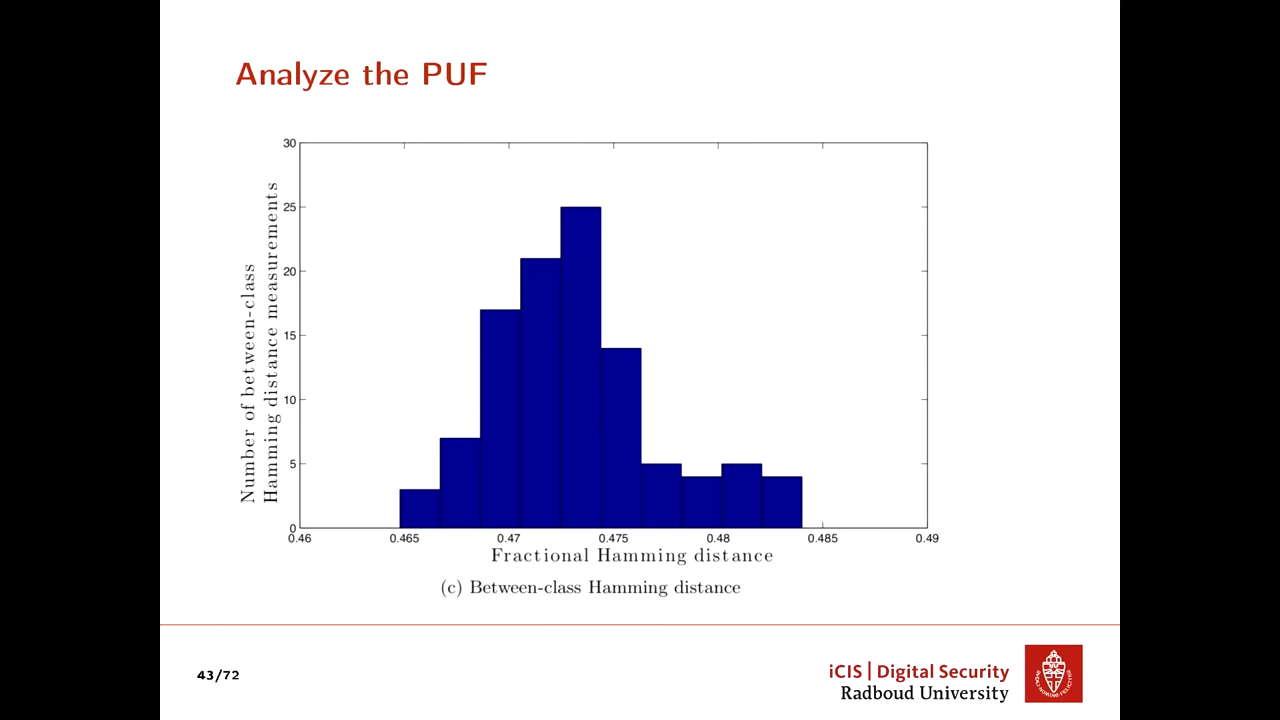 Analyze the PUF
30
25
20
15
10
5
0
Number of between-class
Hamming distance measurements
0.46 0.465 0.47 0.475 0.48 0.485 0.49
Fractional Hamming distance
(c) Between-class Hamming distance
43/72
iCIS | Digital Security
Radboud University